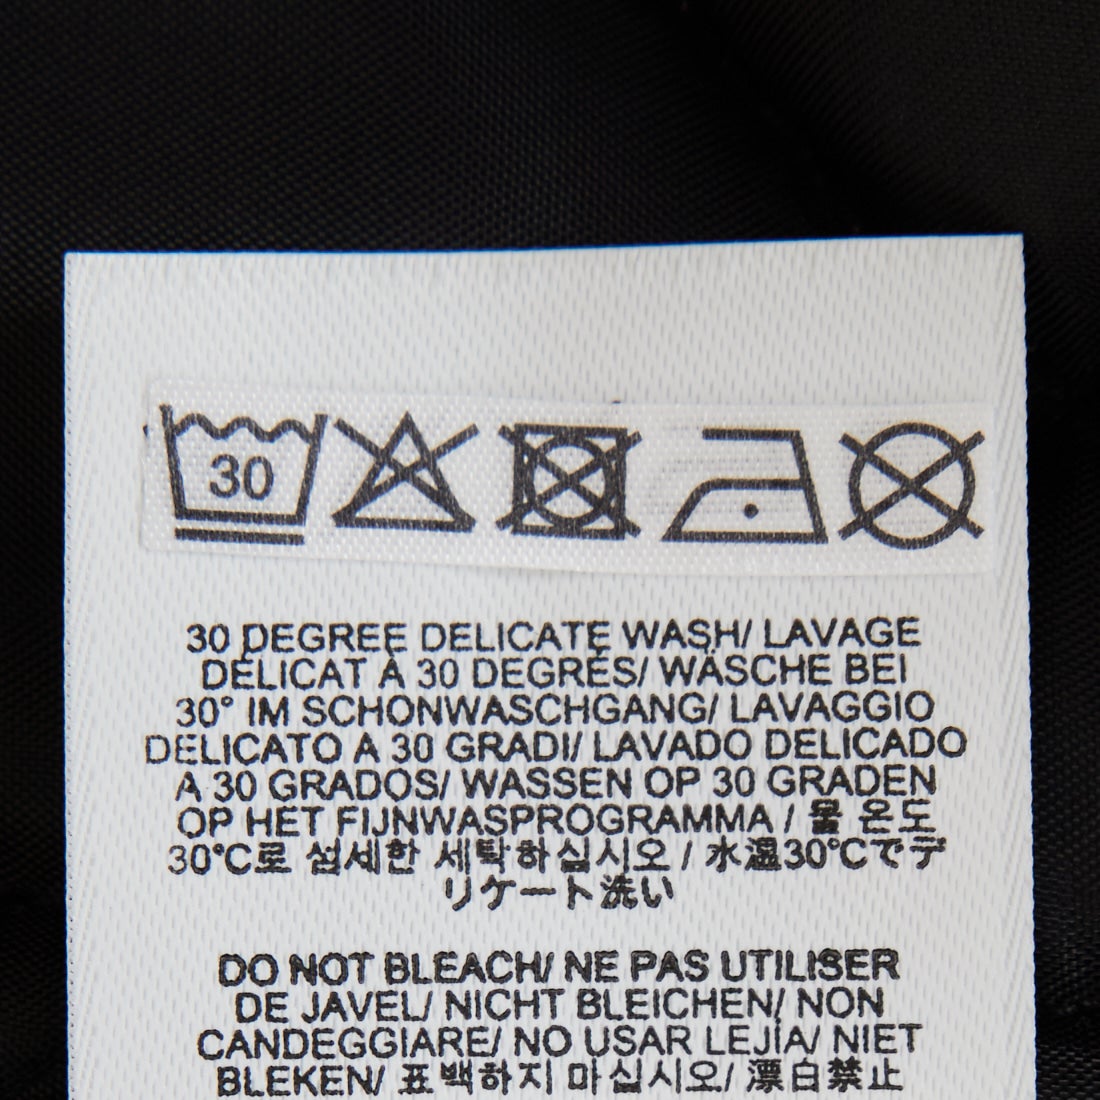 30
30 DEGREE DELICATE WASH/ LAVAGE
DÉLICAT À 30 DEGRÉS/ WÄSCHE BEI
30° IM SCHONWASCHGANG/ LAVAGGIO
DELICATO A 30 GRADI/ LAVADO DELICADO
A 30 GRADOS/ WASSEN OP 30 GRADEN
OP HET FIJNWASPROGRAMMA / 물 온도
30°C로 섬세한 세탁하십시오 / 水温30°Cでデ
リケート洗い
DO NOT BLEACH/ NE PAS UTILISER
DE JAVEL/ NICHT BLEICHEN/ NON
CANDEGGIARE/ NO USAR LEJÍA/ NIET
BLEKEN/ 표백하지 마십시오/ 漂白禁止